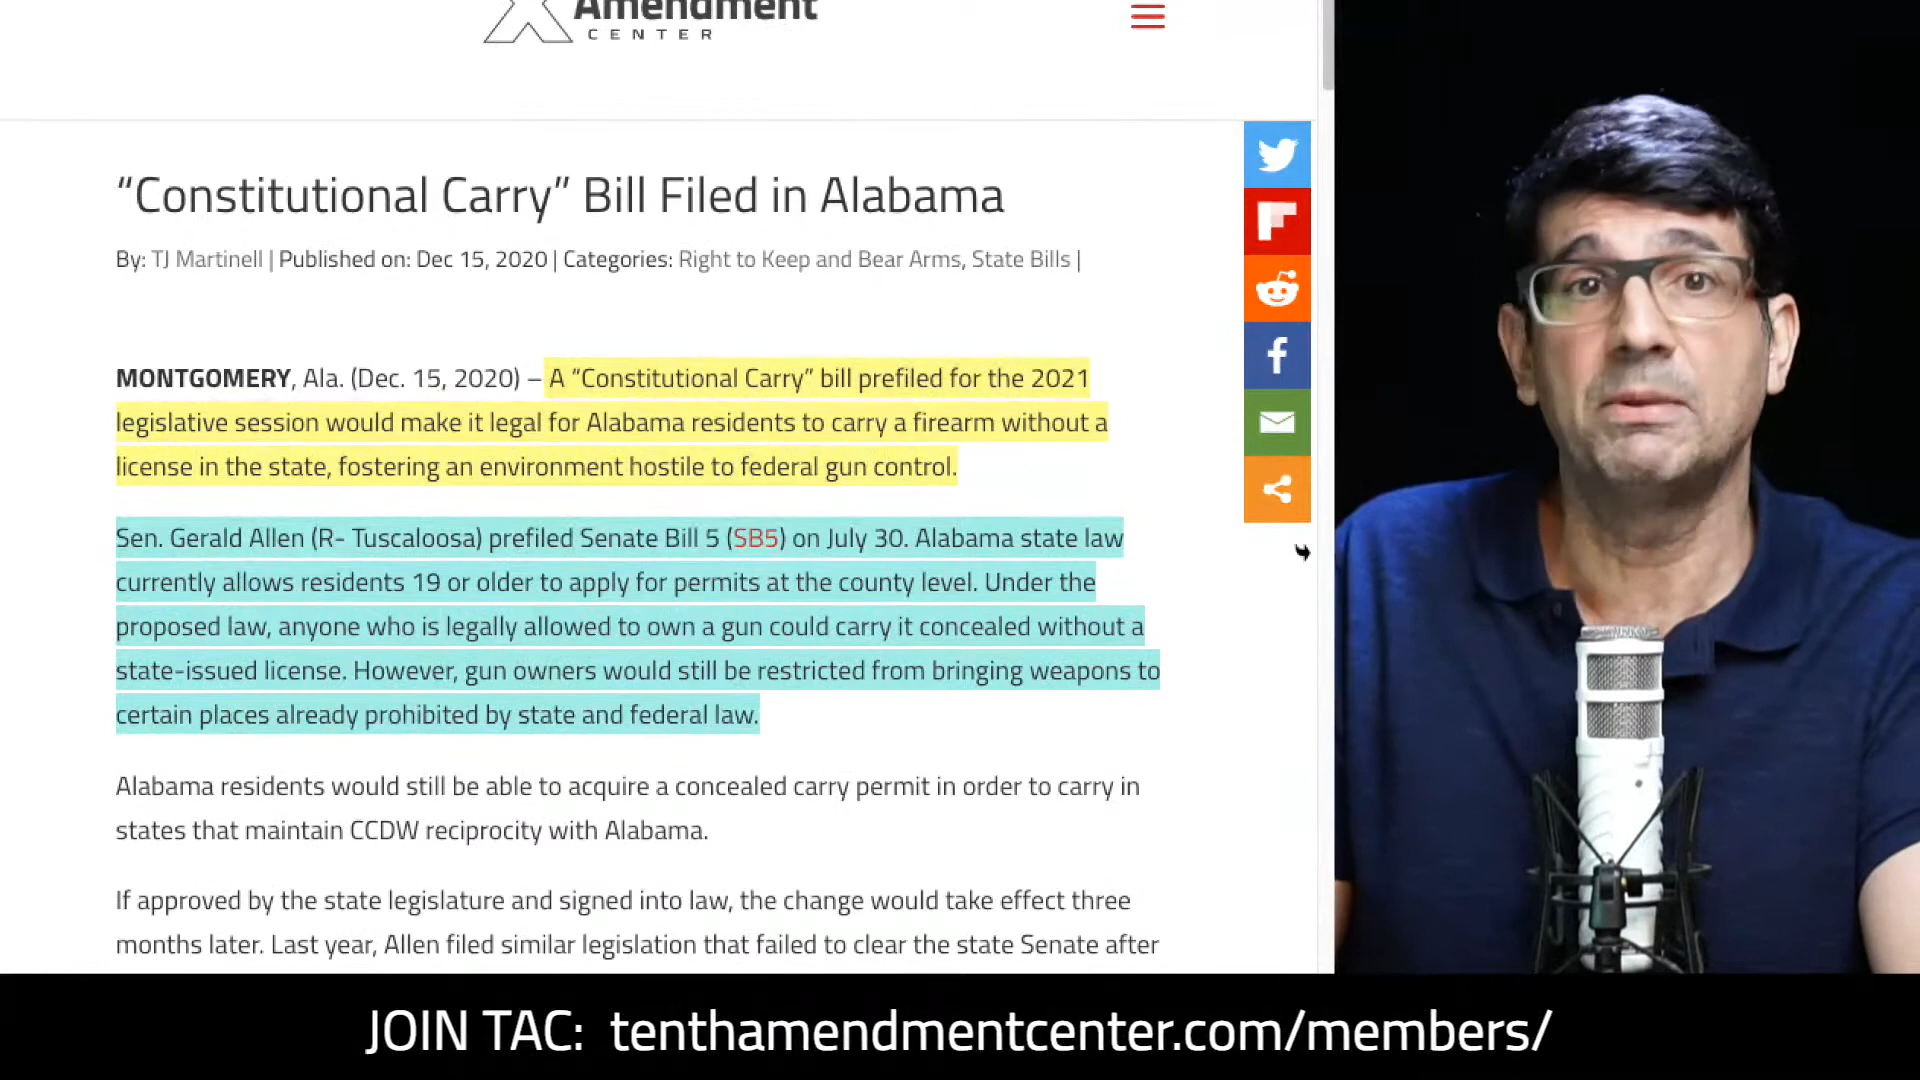 Amendment
CENTER
“Constitutional Carry” Bill Filed in Alabama
By: TJ Martinell | Published on: Dec 15, 2020 | Categories: Right to Keep and Bear Arms, State Bills |
MONTGOMERY, Ala. (Dec. 15, 2020) – A “Constitutional Carry” bill prefiled for the 2021
legislative session would make it legal for Alabama residents to carry a firearm without a
license in the state, fostering an environment hostile to federal gun control.
Sen. Gerald Allen (R- Tuscaloosa) prefiled Senate Bill 5 (SB5) on July 30. Alabama state law
currently allows residents 19 or older to apply for permits at the county level. Under the
proposed law, anyone who is legally allowed to own a gun could carry it concealed without a
state-issued license. However, gun owners would still be restricted from bringing weapons to
certain places already prohibited by state and federal law.
Alabama residents would still be able to acquire a concealed carry permit in order to carry in
states that maintain CCDW reciprocity with Alabama.
If approved by the state legislature and signed into law, the change would take effect three
months later. Last year, Allen filed similar legislation that failed to clear the state Senate after
JOIN TAC: tenthamendmentcenter.com/members/